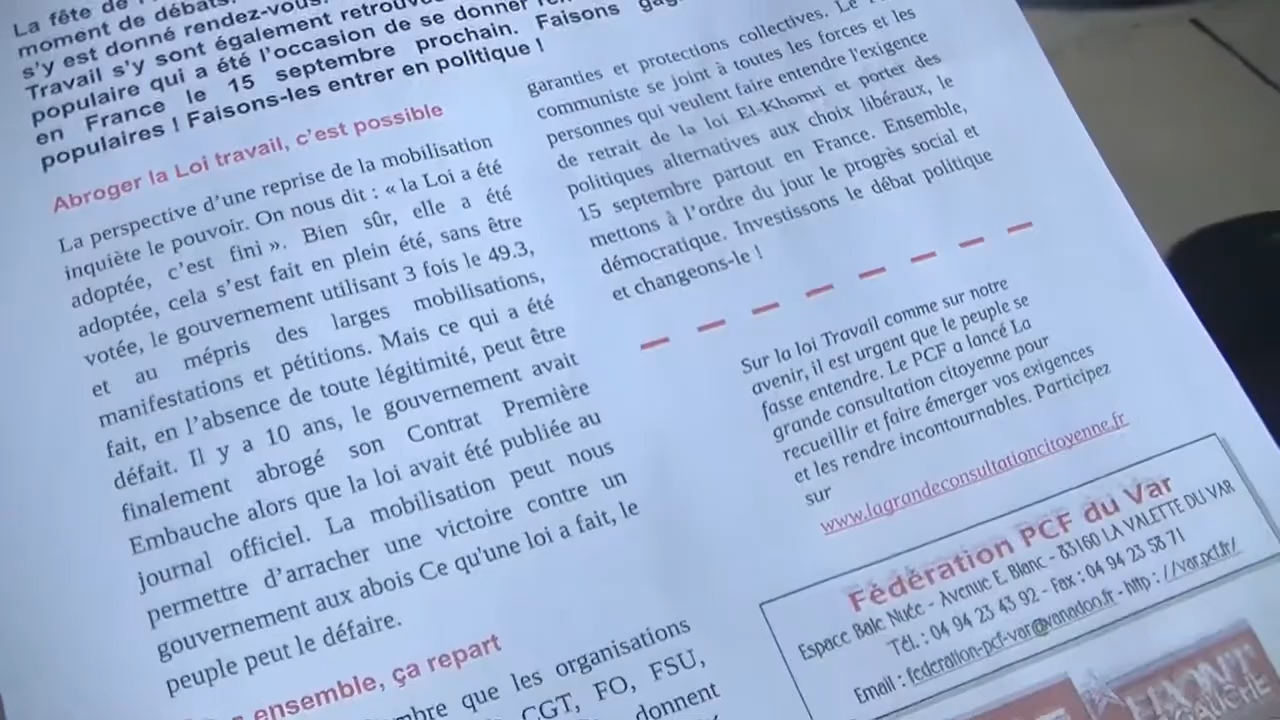 La fête de
moment de débats.
s'y est donné rendez-vous.
Travail s'y sont également
populaire qui a été l'occasion de se donner
en France le 15 septembre prochain. Faisons
populaires ! Faisons-les entrer en politique !
Abroger la Loi travail, c'est possible
La perspective d'une reprise de la mobilisation
inquiète le pouvoir. On nous dit : « la Loi a été
adoptée, c'est fini ». Bien sûr, elle a été
adoptée, cela s'est fait en plein été, sans être
votée, le gouvernement utilisant 3 fois le 49.3,
et au mépris des larges mobilisations,
manifestations et pétitions. Mais ce qui a été
fait, en l'absence de toute légitimité, peut être
défait. Il y a 10 ans, le gouvernement avait
finalement abrogé son Contrat Première
Embauche alors que la loi avait été publiée au
journal officiel. La mobilisation peut nous
permettre d'arracher une victoire contre un
gouvernement aux abois Ce qu'une loi a fait, le
peuple peut le défaire.
ensemble, ça repart
que les organisations
CGT, FO, FSU,
donnent
garanties et protections collectives. Le
communiste se joint à toutes les forces et les
personnes qui veulent faire entendre l'exigence
de retrait de la loi El-Khomri et porter des
politiques alternatives aux choix libéraux, le
15 septembre partout en France. Ensemble,
mettons à l'ordre du jour le progrès social et
démocratique. Investissons le débat politique
et changeons-le !
Sur la loi Travail comme sur notre
avenir, il est urgent que le peuple se
fasse entendre. Le PCF a lancé La
grande consultation citoyenne pour
recueillir et faire émerger vos exigences
et les rendre incontournables. Participez
sur
www.lagrandeconsultationcitoyenne.fr
Fédération PCF du Var
Espace Balc Nuée - Avenue E. Blanc - 83160 LA VALETTE DU VAR
Tél. : 04 94 23 43 92 - Fax : 04 94 23 58 71
Email : federation-pcf-var@wanadoo.fr - http : //var.pcf.fr/
FRONT
GAUCHE